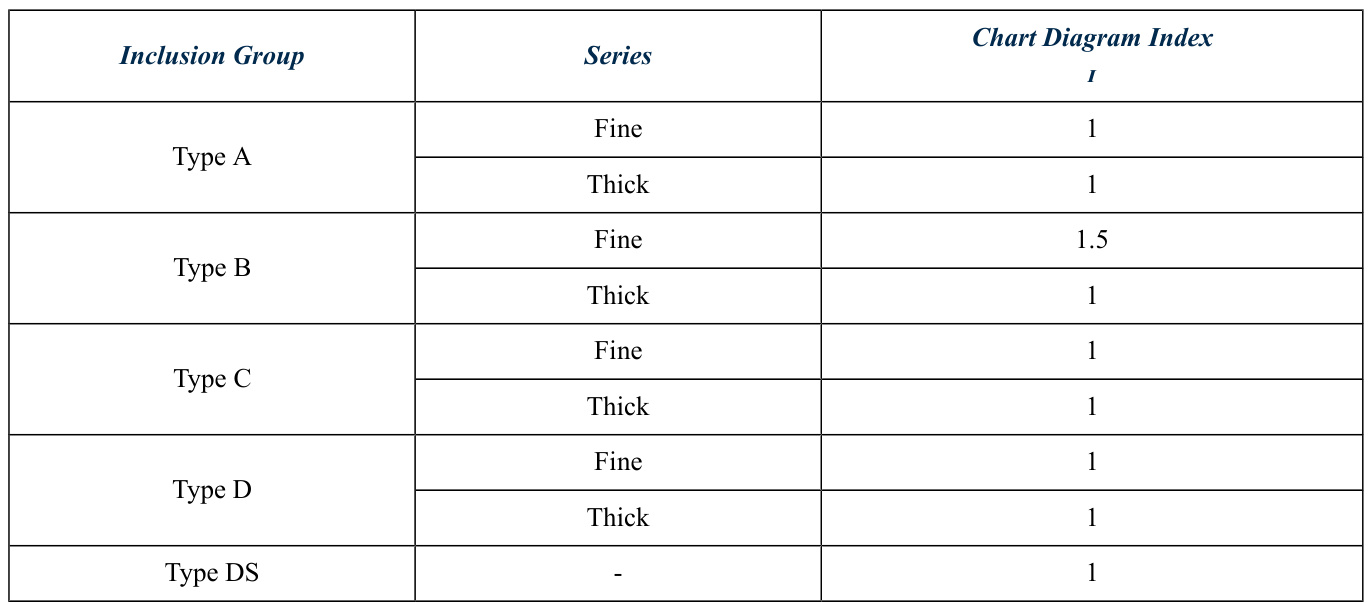 Inclusion Group Series Chart Diagram Index
I
Type A Fine 1
Thick 1
Type B Fine 1.5
Thick 1
Type C Fine 1
Thick 1
Type D Fine 1
Thick 1
Type DS - 1